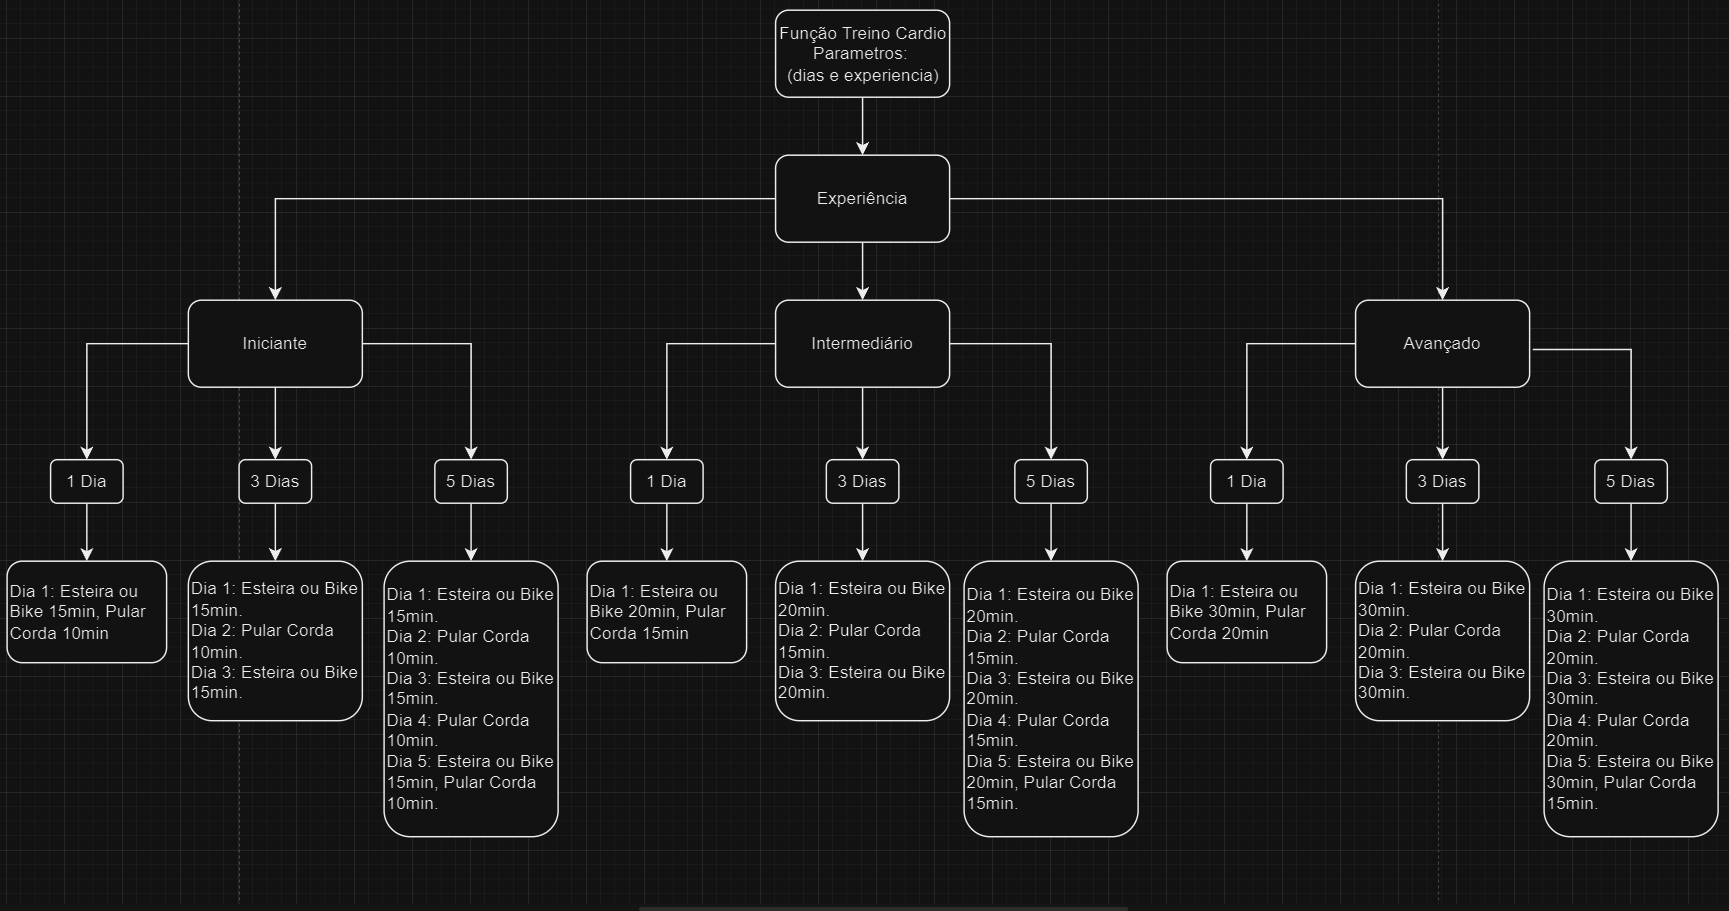 Função Treino Cardio
Parametros:
(dias e experiencia)
Experiência
Iniciante
Intermediário
Avançado
1 Dia
3 Dias
5 Dias
1 Dia
3 Dias
5 Dias
1 Dia
3 Dias
5 Dias
Dia 1: Esteira ou
Bike 15min, Pular
Corda 10min
Dia 1: Esteira ou Bike
15min.
Dia 2: Pular Corda
10min.
Dia 3: Esteira ou Bike
15min.
Dia 1: Esteira ou Bike
15min.
Dia 2: Pular Corda
10min.
Dia 3: Esteira ou Bike
15min.
Dia 4: Pular Corda
10min.
Dia 5: Esteira ou Bike
15min, Pular Corda
10min.
Dia 1: Esteira ou
Bike 20min, Pular
Corda 15min
Dia 1: Esteira ou Bike
20min.
Dia 2: Pular Corda
15min.
Dia 3: Esteira ou Bike
20min.
Dia 1: Esteira ou Bike
20min.
Dia 2: Pular Corda
15min.
Dia 3: Esteira ou Bike
20min.
Dia 4: Pular Corda
15min.
Dia 5: Esteira ou Bike
20min, Pular Corda
15min.
Dia 1: Esteira ou
Bike 30min, Pular
Corda 20min
Dia 1: Esteira ou Bike
30min.
Dia 2: Pular Corda
20min.
Dia 3: Esteira ou Bike
30min.
Dia 1: Esteira ou Bike
30min.
Dia 2: Pular Corda
20min.
Dia 3: Esteira ou Bike
30min.
Dia 4: Pular Corda
20min.
Dia 5: Esteira ou Bike
30min, Pular Corda
15min.